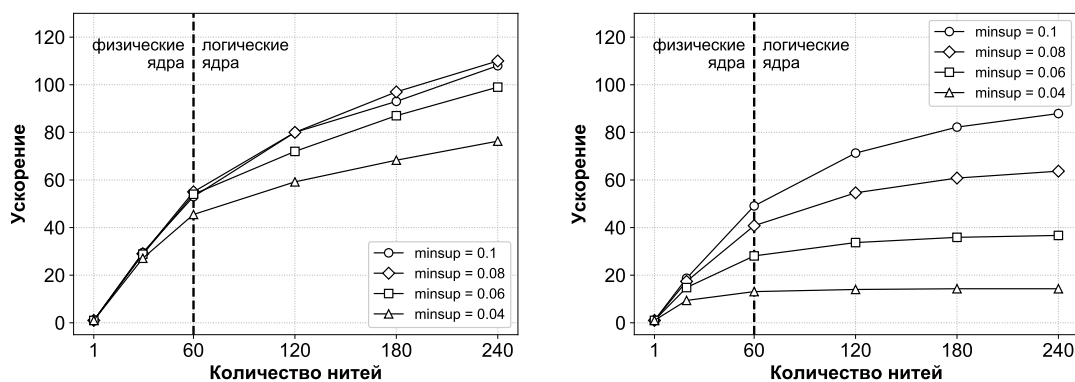 120
100
80
60
40
20
0
Ускорение
физические
ядра
логические
ядра
minsup = 0.1
minsup = 0.08
minsup = 0.06
minsup = 0.04
1 60 120 180 240
Количество нитей
120
100
80
60
40
20
0
Ускорение
физические
ядра
логические
ядра
minsup = 0.1
minsup = 0.08
minsup = 0.06
minsup = 0.04
1 60 120 180 240
Количество нитей